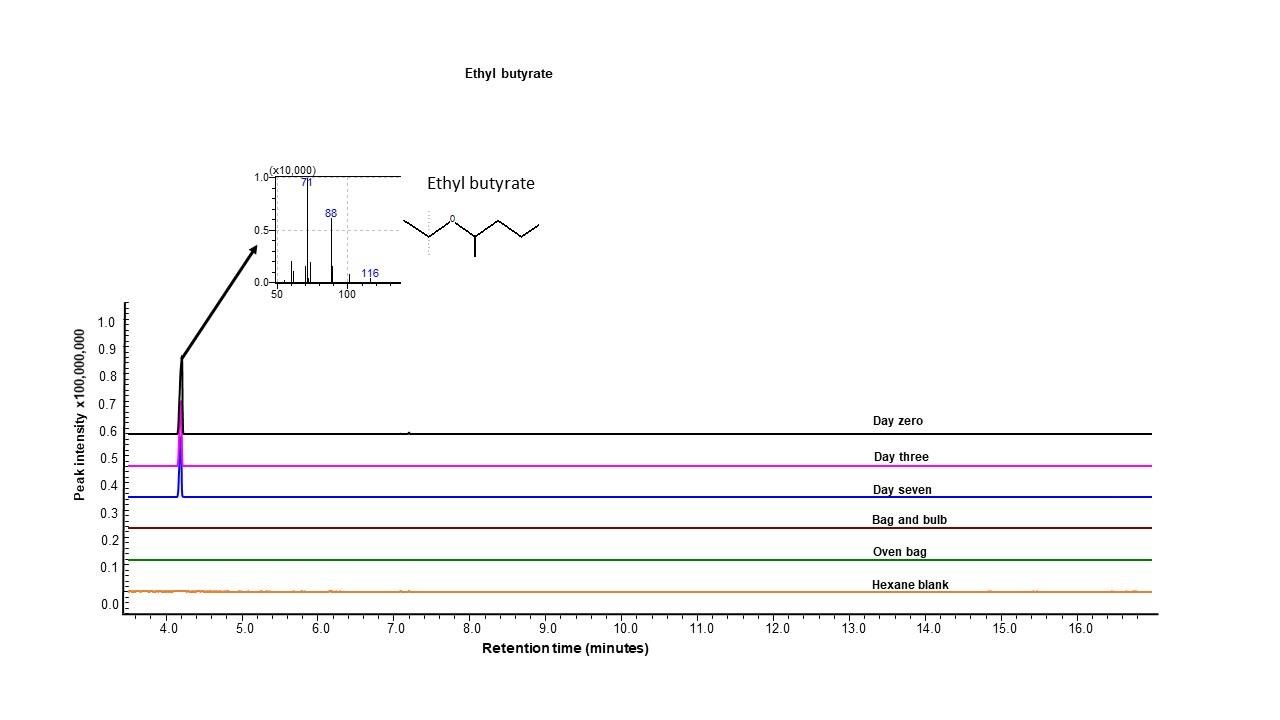 Ethyl butyrate
(x10,000)
1.0
71
Ethyl butyrate
88
O
0.5
116
0.0
50 100
Peak intensity x100,000,000
1.0
0.9
0.8
0.7
0.6
0.5
0.4
0.3
0.2
0.1
0.0
Day zero
Day three
Day seven
Bag and bulb
Oven bag
Hexane blank
4.0 5.0 6.0 7.0 8.0 9.0 10.0 11.0 12.0 13.0 14.0 15.0 16.0
Retention time (minutes)